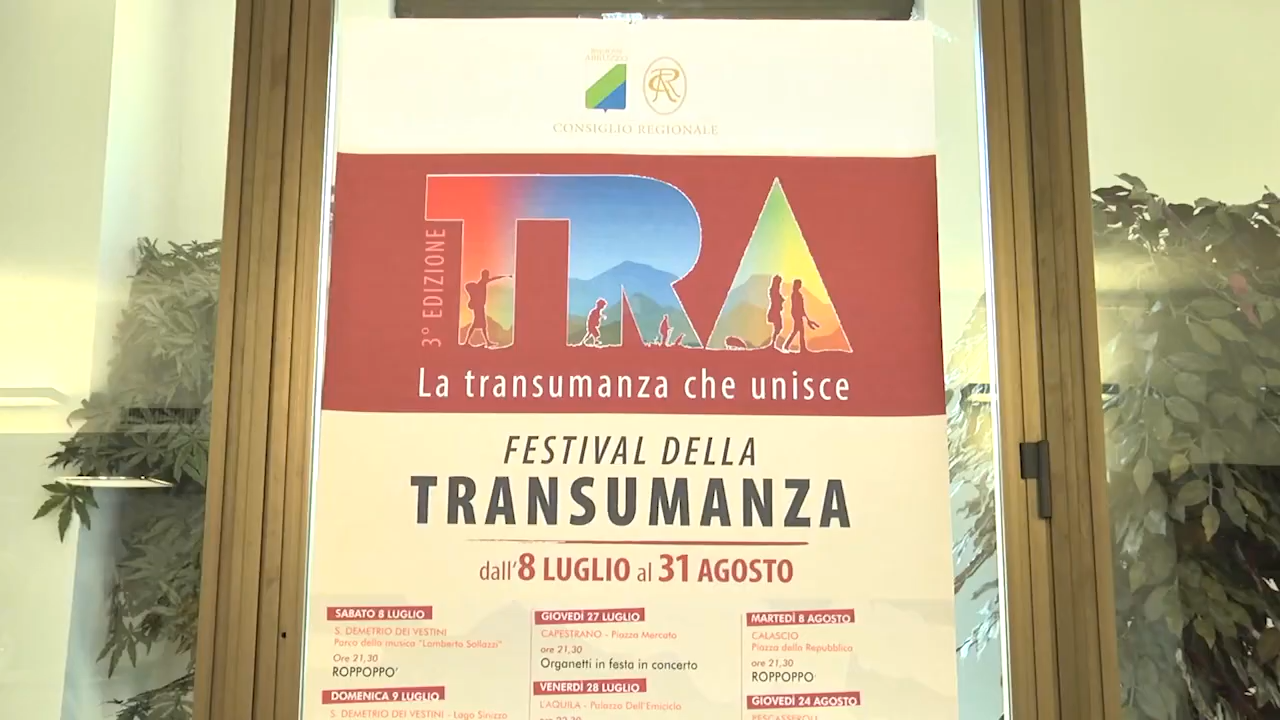 REGIONE
ABRUZZO
CONSIGLIO REGIONALE
3° EDIZIONE
TRA
La transumanza che unisce
FESTIVAL DELLA
TRANSUMANZA
dall'8 LUGLIO al 31 AGOSTO
SABATO 8 LUGLIO
S. DEMETRIO DEI VESTINI
Parco della musica "Lamberto Sollazzi"
Ore 21,30
ROPPOPPO'
DOMENICA 9 LUGLIO
S. DEMETRIO DEI VESTINI - Lago Sinizzo
GIOVEDÌ 27 LUGLIO
CAPESTRANO - Piazza Mercato
ore 21,30
Organetti in festa in concerto
VENERDÌ 28 LUGLIO
L'AQUILA - Palazzo Dell'Emiciclo
MARTEDÌ 8 AGOSTO
CALASCIO
Piazza della Repubblica
ore 21,30
ROPPOPPO
GIOVEDÌ 24 AGOSTO
PESCASSEROLI